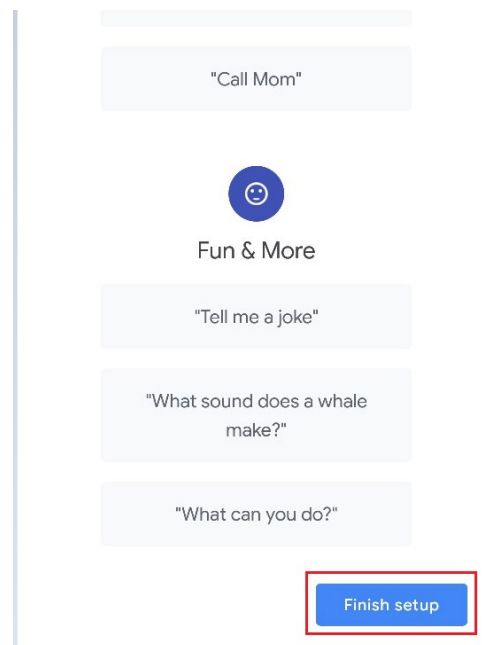 "Call Mom"
Fun & More
"Tell me a joke"
"What sound does a whale
make?"
"What can you do?"
Finish setup